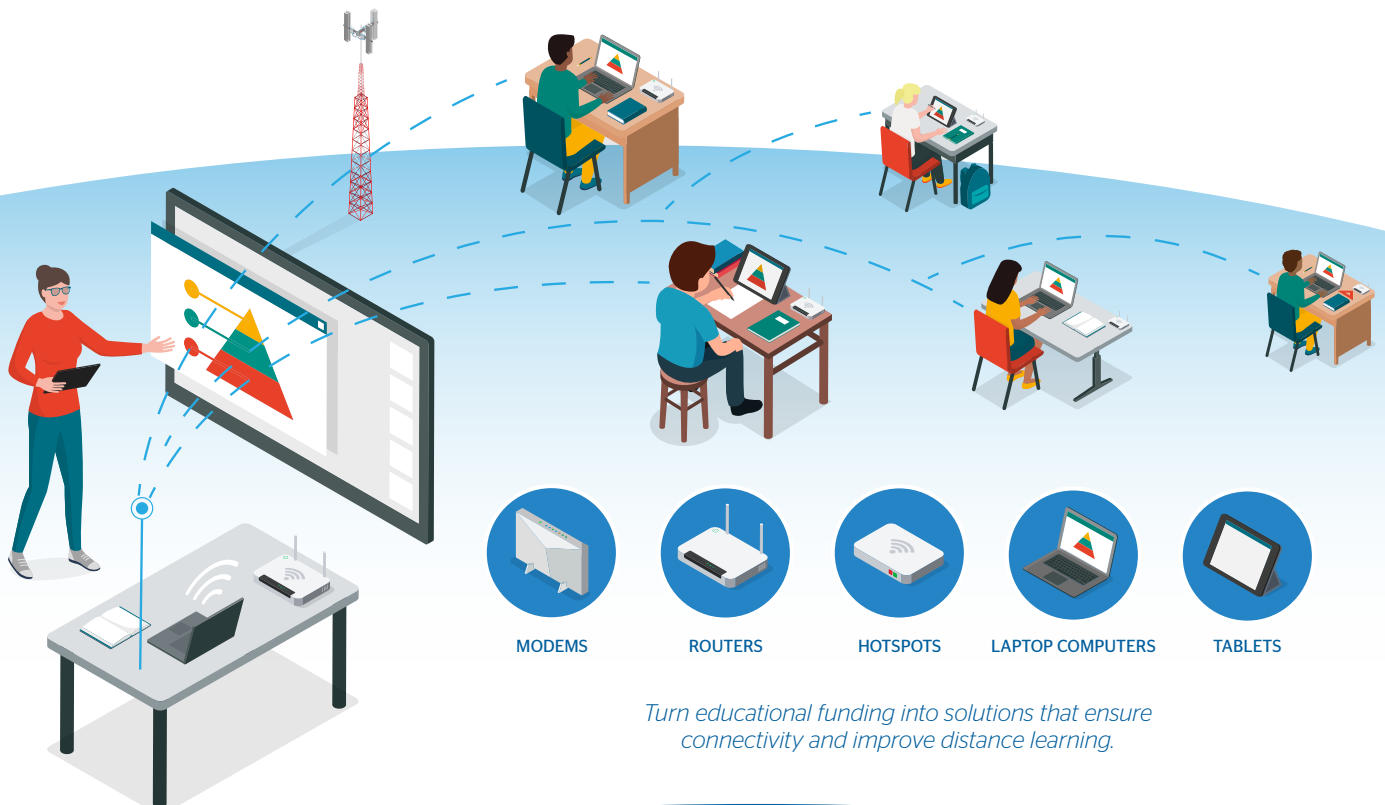 MODEMS
ROUTERS
HOTSPOTS
LAPTOP COMPUTERS
TABLETS
Turn educational funding into solutions that ensure
connectivity and improve distance learning.